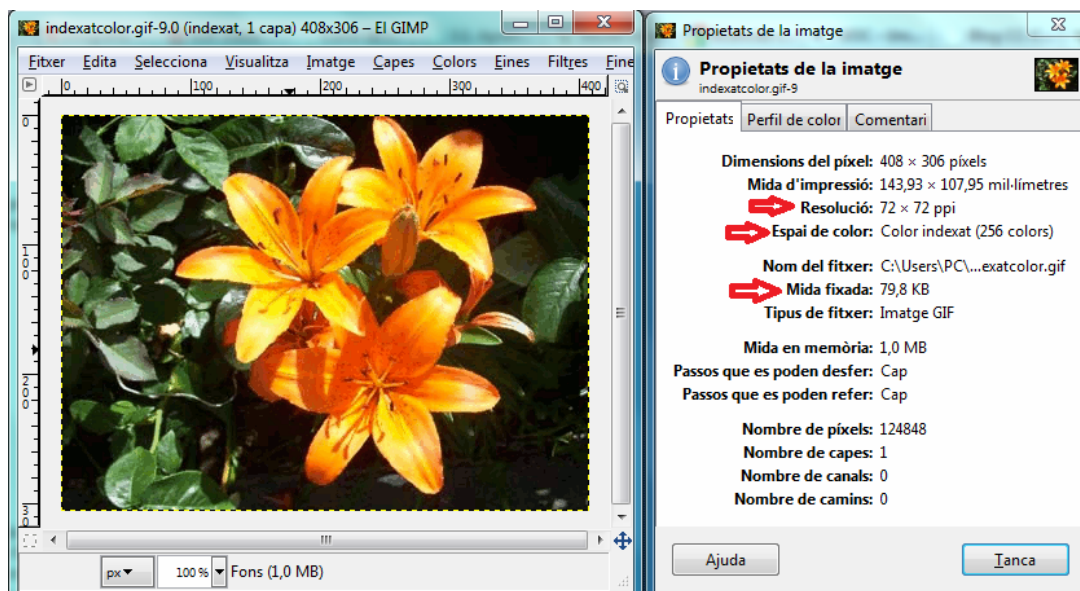 indexatcolor.gif-9.0 (indexat, 1 capa) 408x306 – El GIMP
Fitxer Edita Selecciona Visualitza Imatge Capes Colors Eines Filtres Fine
0 100 200 300 400
0
100
200
30
px 100 % Fons (1,0 MB)
Propietats de la imatge
Propietats de la imatge
indexatcolor.gif-9
Propietats Perfil de color Comentari
Dimensions del píxel: 408 × 306 píxels
Mida d'impressió: 143,93 × 107,95 mil·límetres
Resolució: 72 × 72 ppi
Espai de color: Color indexat (256 colors)
Nom del fitxer: C:\Users\PC\...exatcolor.gif
Mida fixada: 79,8 KB
Tipus de fitxer: Imatge GIF
Mida en memòria: 1,0 MB
Passos que es poden desfer: Cap
Passos que es poden refer: Cap
Nombre de píxels: 124848
Nombre de capes: 1
Nombre de canals: 0
Nombre de camins: 0
Ajuda Tanca